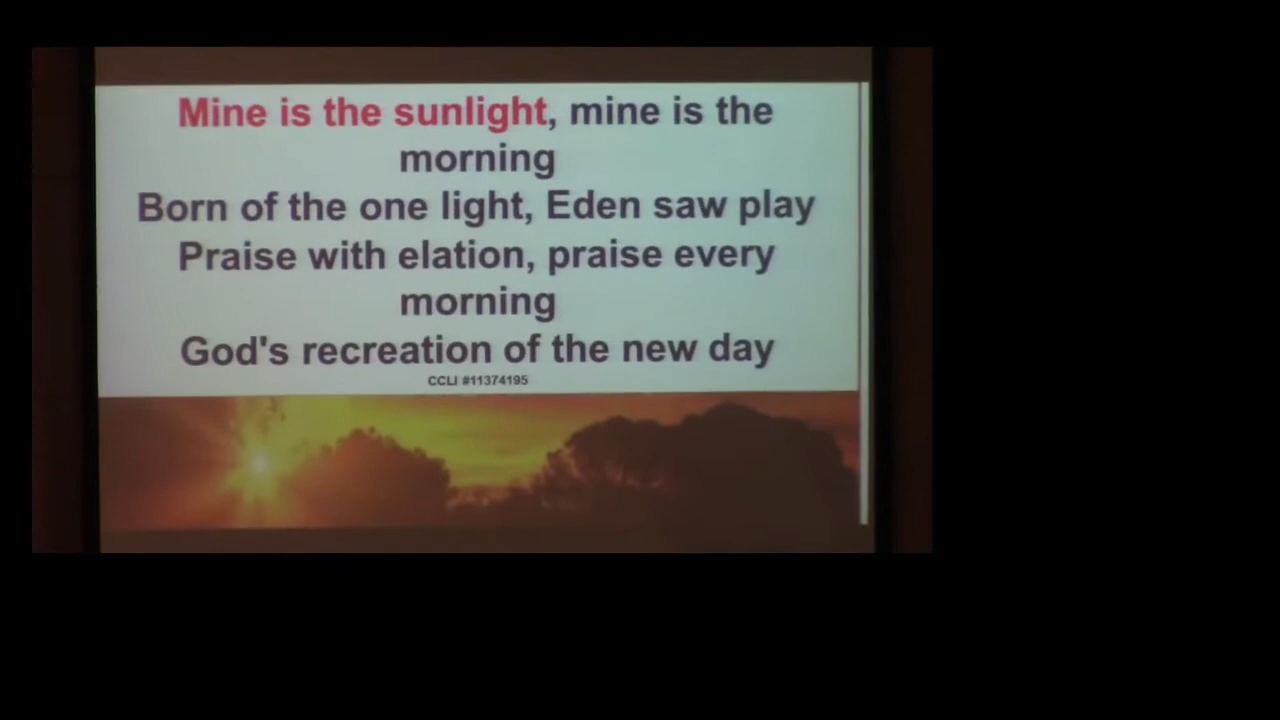 Mine is the sunlight, mine is the
morning
Born of the one light, Eden saw play
Praise with elation, praise every
morning
God's recreation of the new day
CCLI #11374195